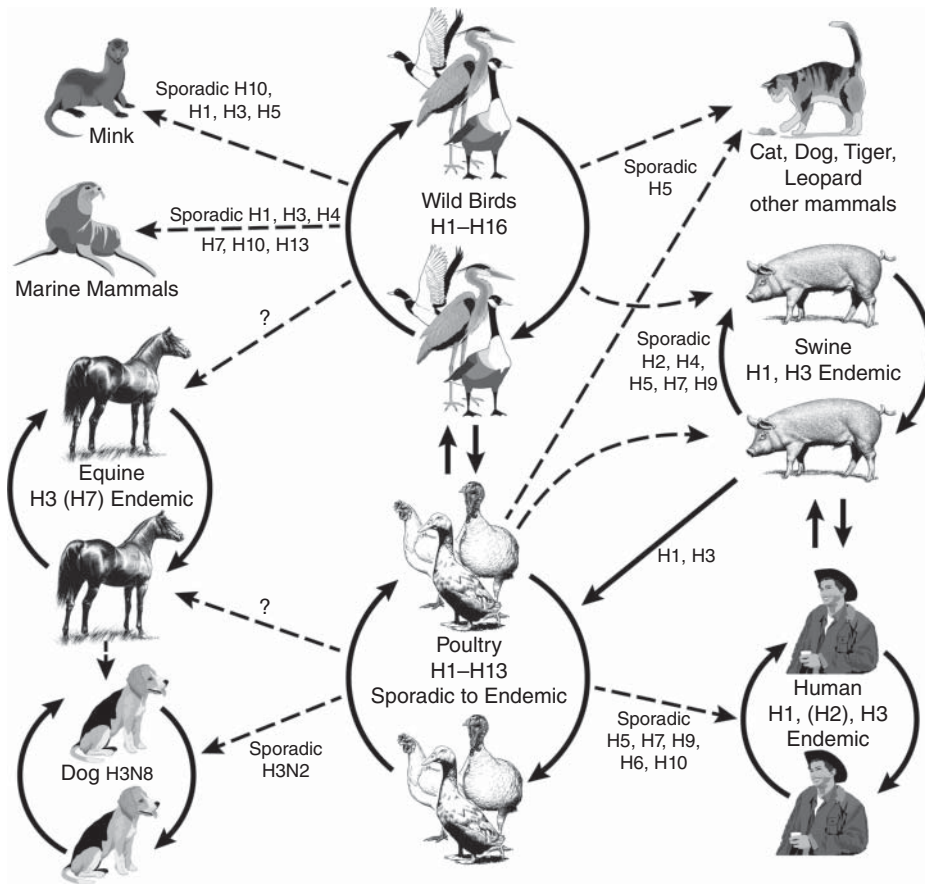 Sporadic H10,
H1, H3, H5
Mink
Sporadic H1, H3, H4
H7, H10, H13
Marine Mammals
Wild Birds
H1–H16
Sporadic
H5
Cat, Dog, Tiger,
Leopard
other mammals
?
Sporadic
H2, H4,
H5, H7, H9
Swine
H1, H3 Endemic
Equine
H3 (H7) Endemic
H1, H3
?
Poultry
H1–H13
Sporadic to Endemic
Sporadic
H5, H7, H9,
H6, H10
Human
H1, (H2), H3
Endemic
Sporadic
H3N2
Dog H3N8